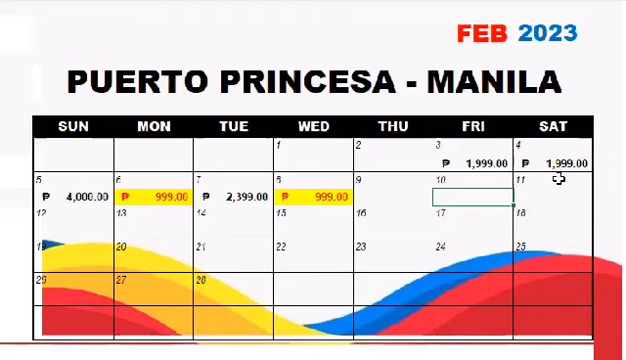 FEB 2023
PUERTO PRINCESA - MANILA
SUN MON TUE WED THU FRI SAT
1 2 3 4
₱ 1,999.00 ₱ 1,999.00
5 6 7 8 9 10 11
₱ 4,000.00 ₱ 999.00 ₱ 2,399.00 ₱ 999.00
12 13 14 15 16 17 18
19 20 21 22 23 24 25
26 27 28